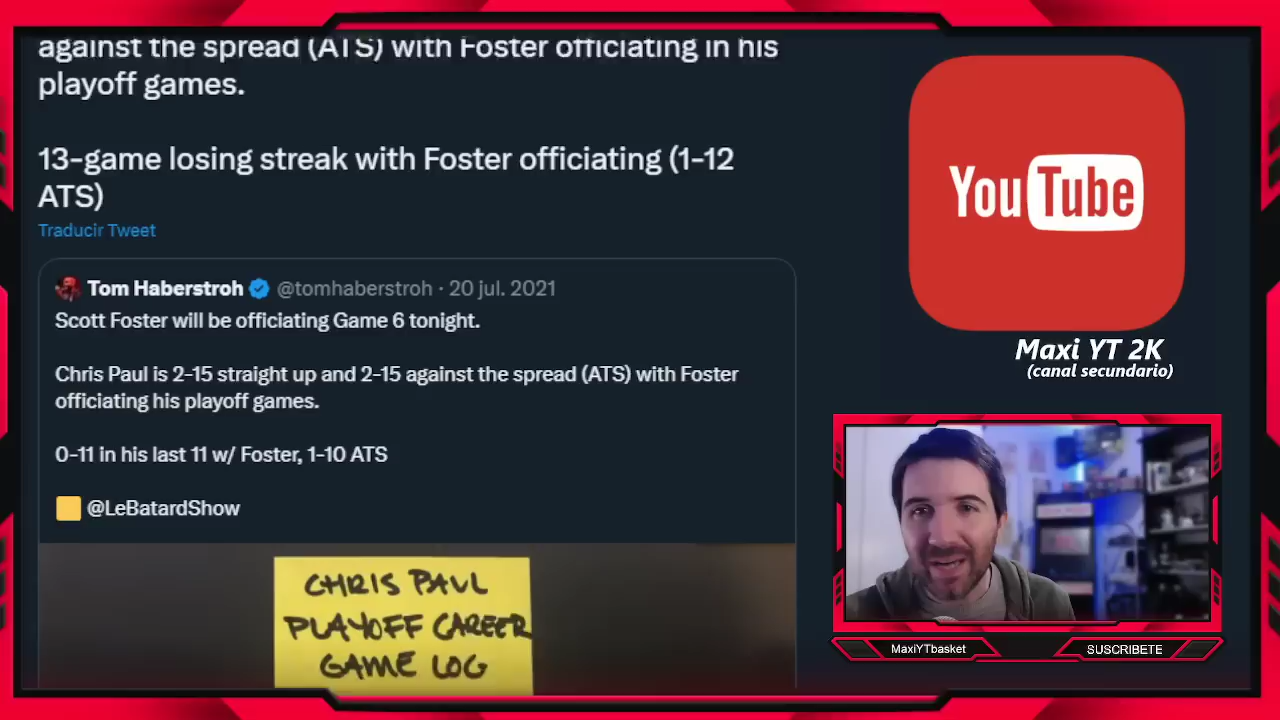 against the spread (ATS) with Foster officiating in his
playoff games.
13-game losing streak with Foster officiating (1-12
ATS)
Traducir Tweet
Tom Haberstroh @tomhaberstroh · 20 jul. 2021
Scott Foster will be officiating Game 6 tonight.
Chris Paul is 2-15 straight up and 2-15 against the spread (ATS) with Foster
officiating his playoff games.
0-11 in his last 11 w/ Foster, 1-10 ATS
@LeBatardShow
CHRIS PAUL
PLAYOFF CAREER
GAME LOG
YouTube
Maxi YT 2K
(canal secundario)
MaxiYTbasket
SUSCRIBETE